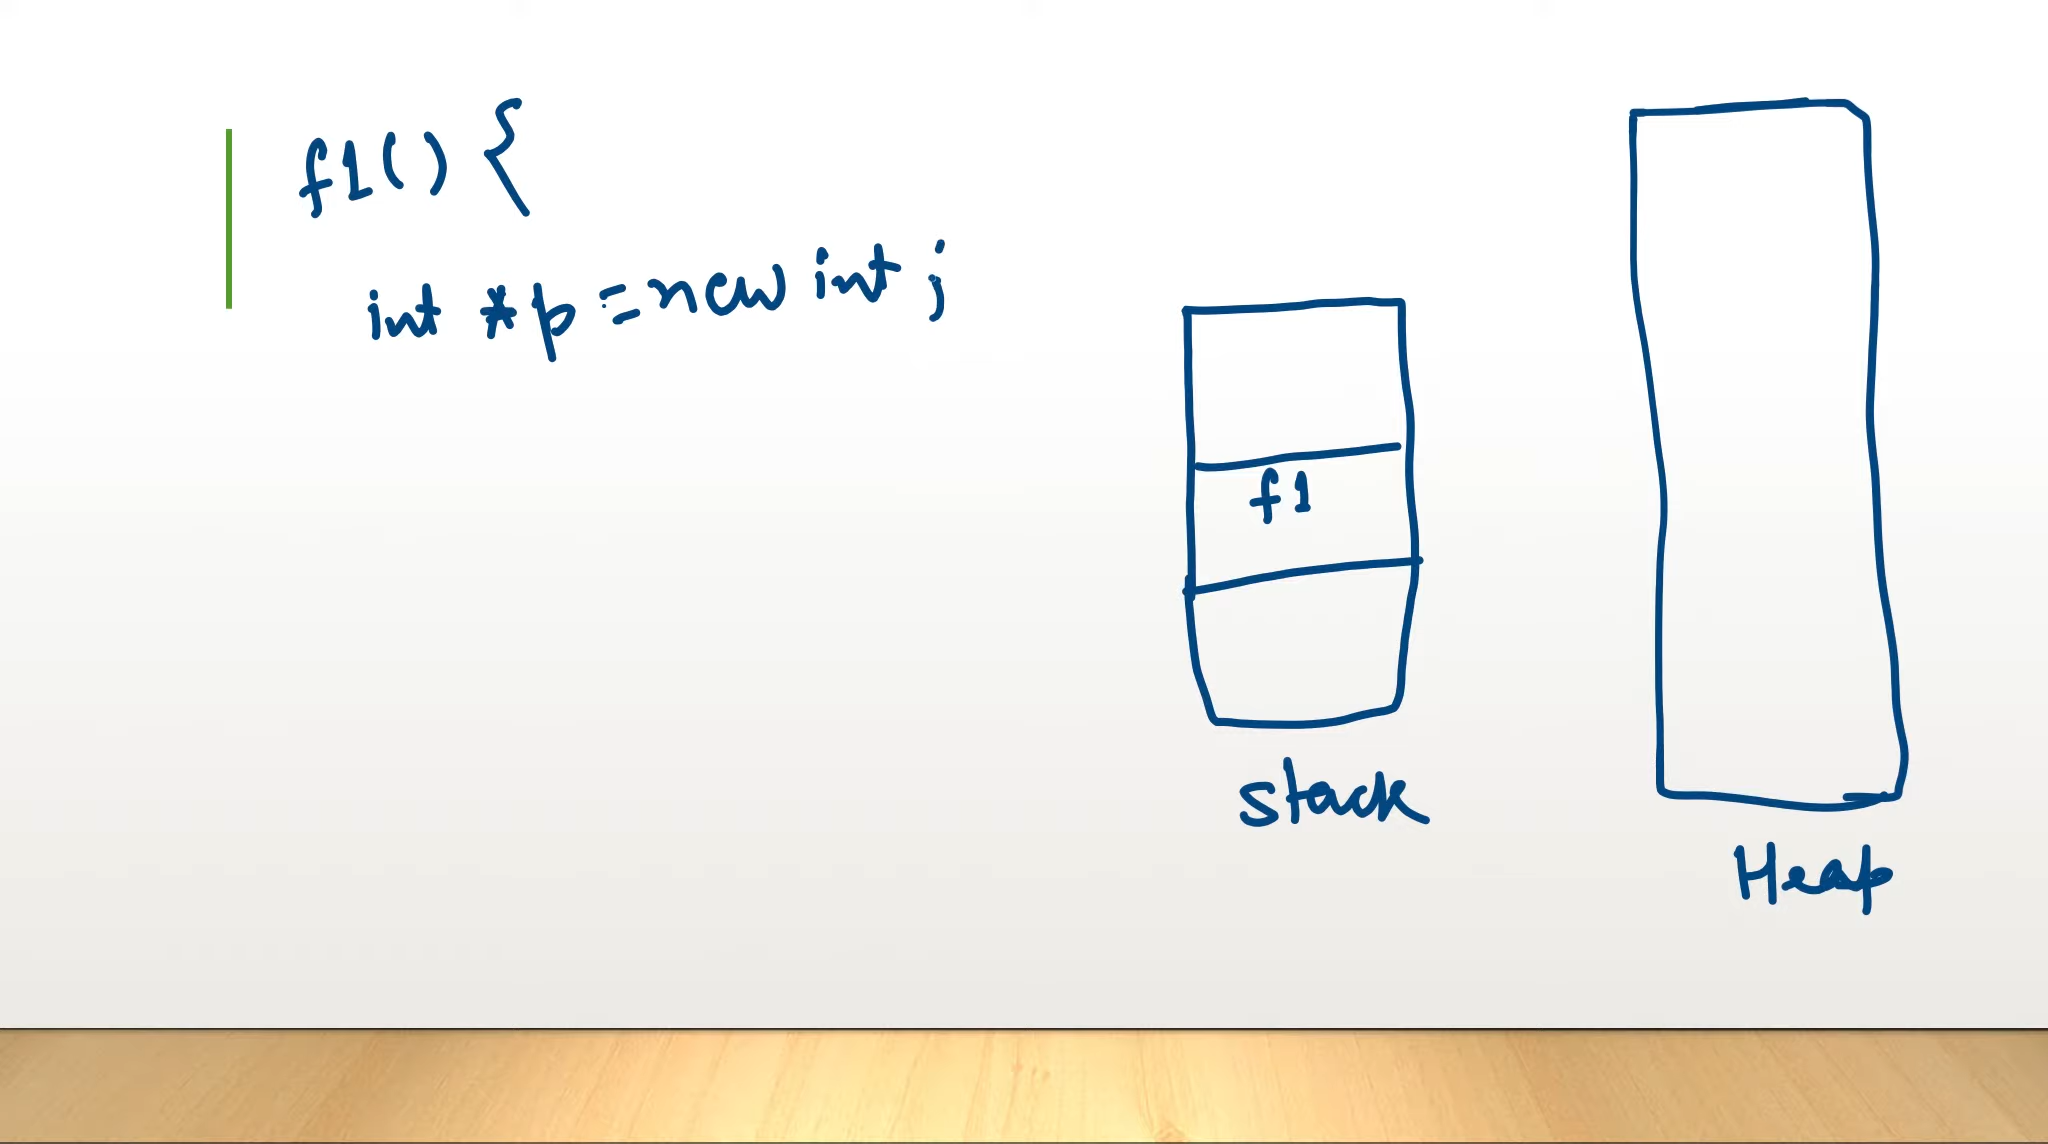 f1() {
int *p = new int;
f1
stack
Heap